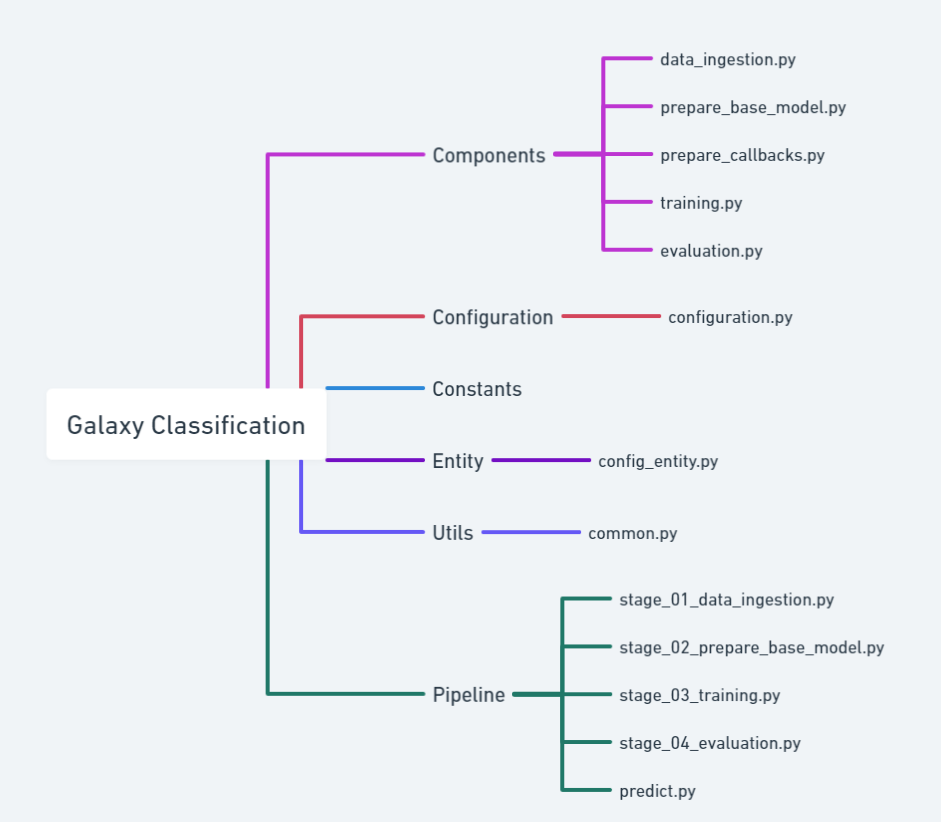 Galaxy Classification
Components
data_ingestion.py
prepare_base_model.py
prepare_callbacks.py
training.py
evaluation.py
Configuration
configuration.py
Constants
Entity
config_entity.py
Utils
common.py
Pipeline
stage_01_data_ingestion.py
stage_02_prepare_base_model.py
stage_03_training.py
stage_04_evaluation.py
predict.py